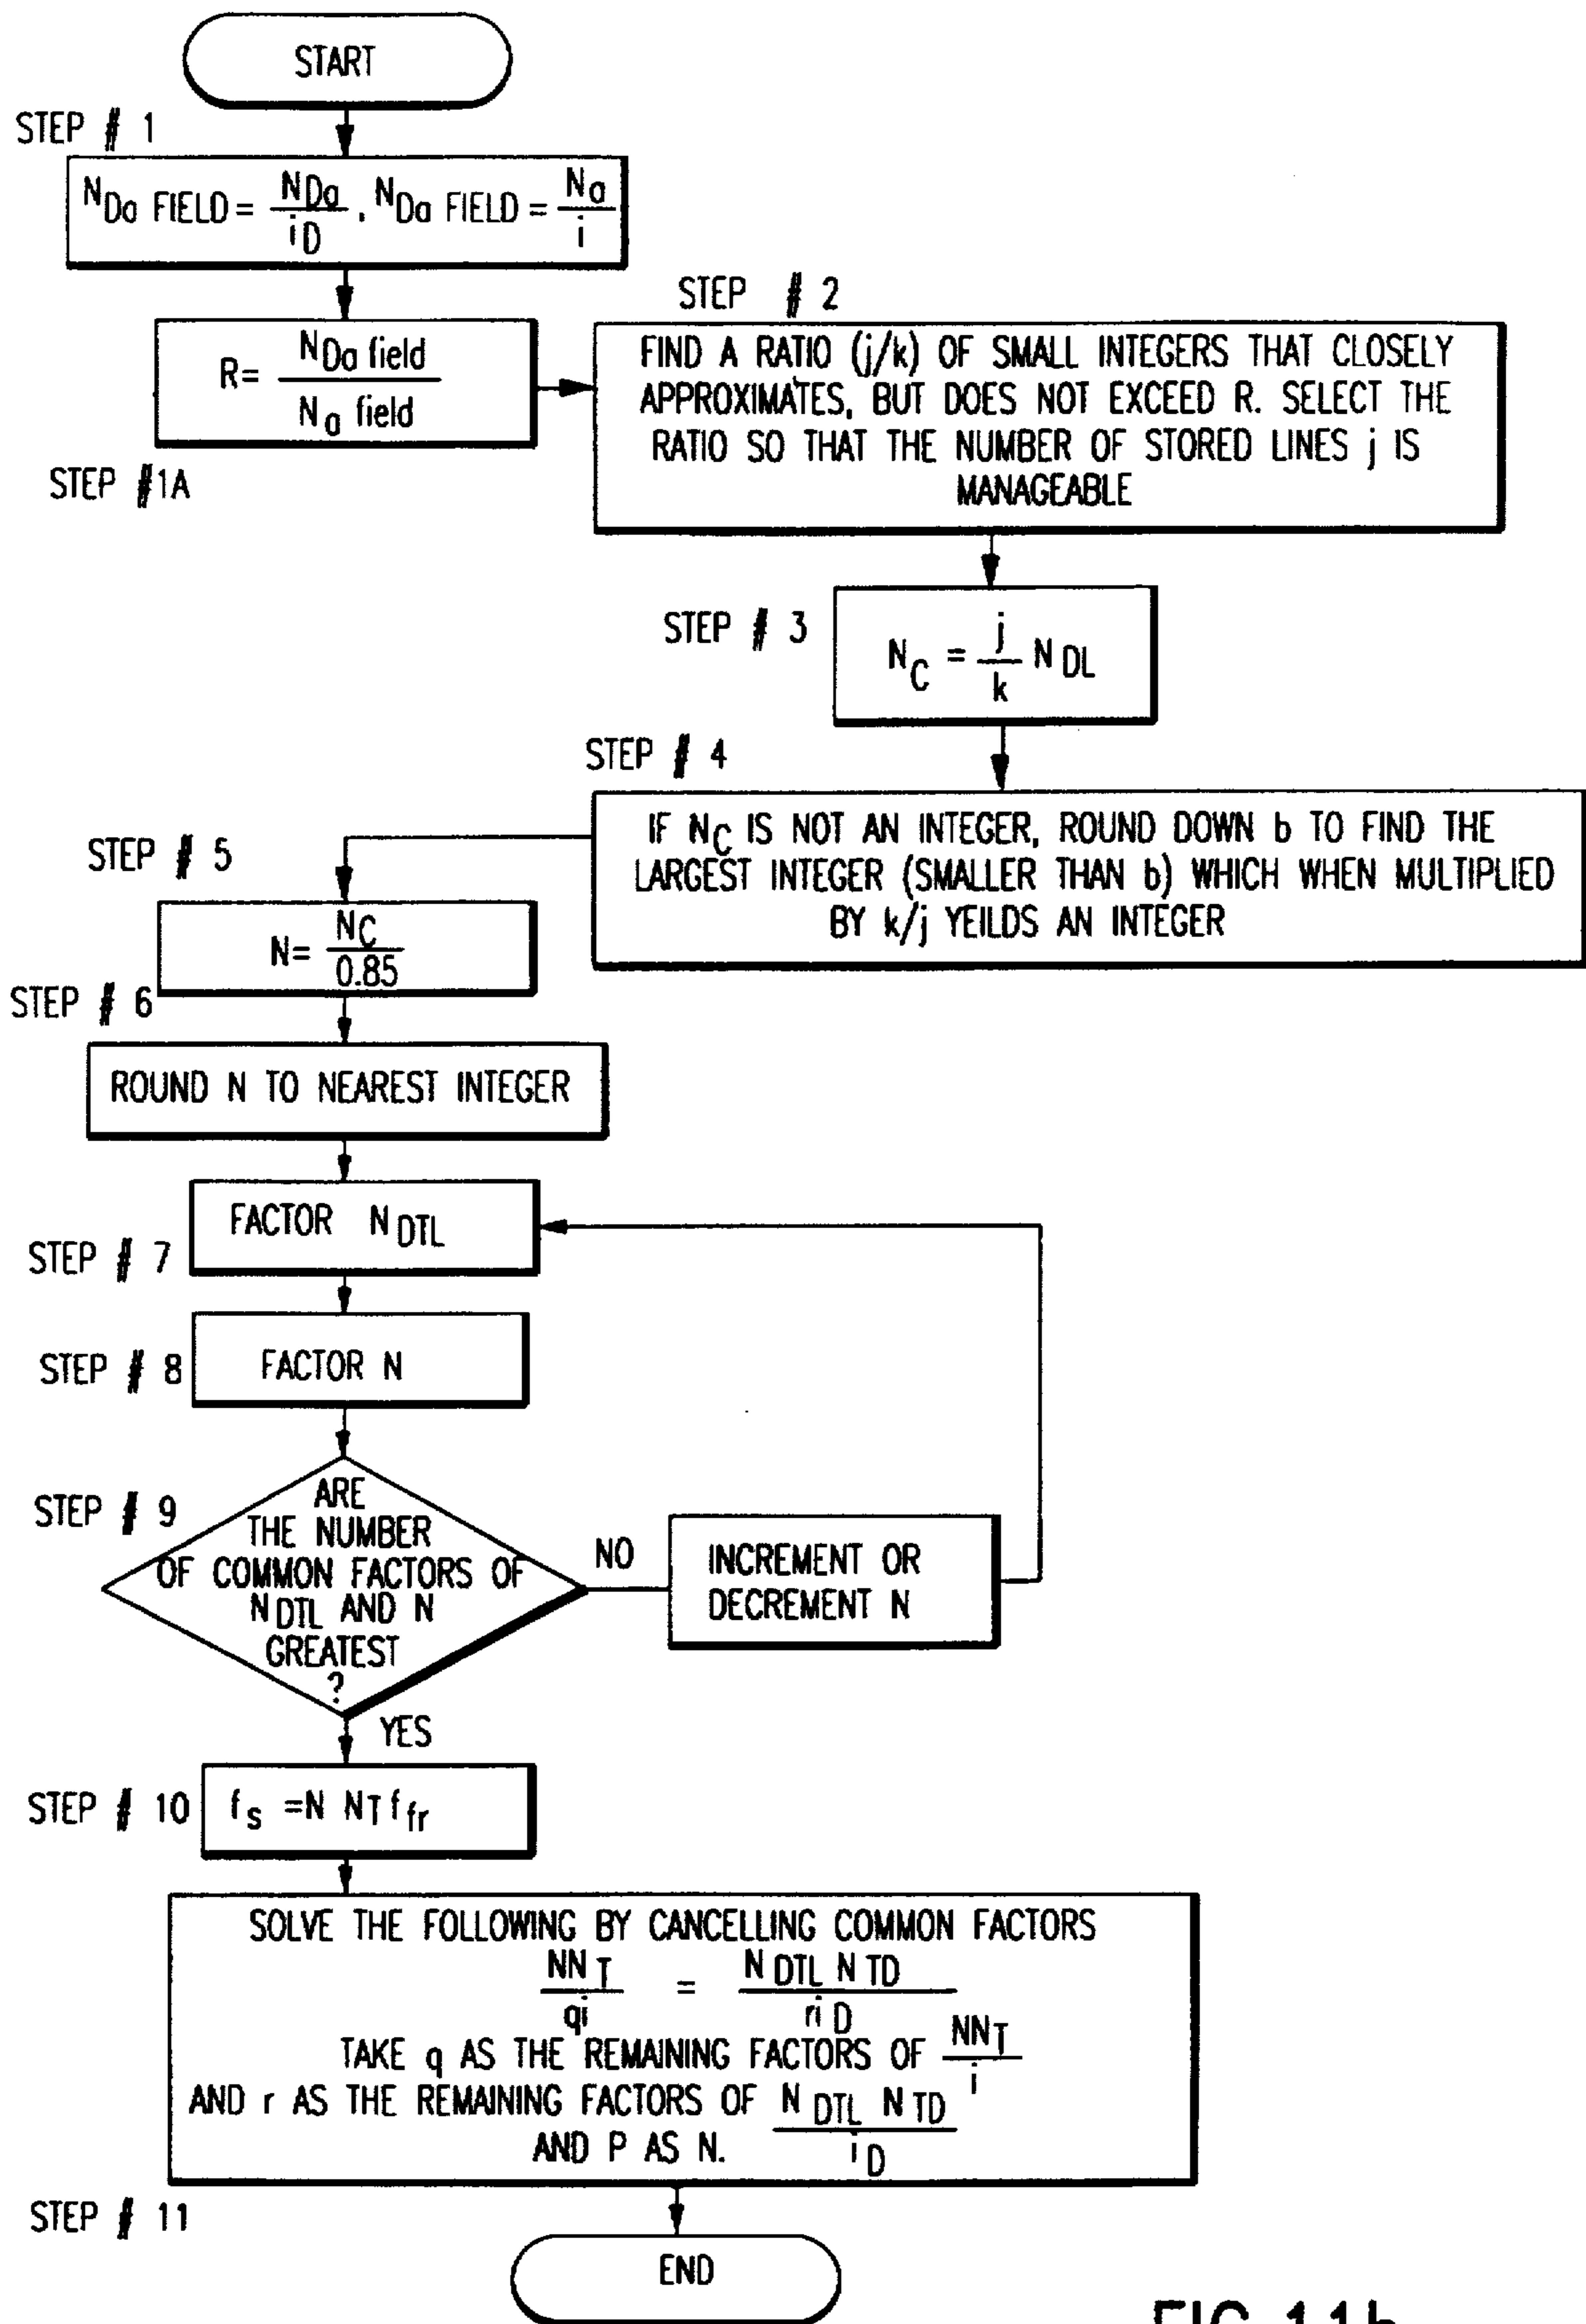 START
STEP # 1
N_Da FIELD = N_Da / i_D . N_Da FIELD = N_a / i
R = N_Da field / N_a field
STEP #1A
STEP # 2
FIND A RATIO (j/k) OF SMALL INTEGERS THAT CLOSELY
APPROXIMATES, BUT DOES NOT EXCEED R. SELECT THE
RATIO SO THAT THE NUMBER OF STORED LINES j IS
MANAGEABLE
STEP # 3
N_C = j / k N_DL
STEP # 4
IF N_C IS NOT AN INTEGER, ROUND DOWN b TO FIND THE
LARGEST INTEGER (SMALLER THAN b) WHICH WHEN MULTIPLIED
BY k/j YEILDS AN INTEGER
STEP # 5
N = N_C / 0.85
STEP # 6
ROUND N TO NEAREST INTEGER
FACTOR N_DTL
STEP # 7
STEP # 8
FACTOR N
STEP # 9
ARE
THE NUMBER
OF COMMON FACTORS OF
N_DTL AND N
GREATEST
?
NO
INCREMENT OR
DECREMENT N
YES
STEP # 10
f_s = N N_T f_fr
SOLVE THE FOLLOWING BY CANCELLING COMMON FACTORS
NN_T / qi = N_DTL N_TD / ri_D
TAKE q AS THE REMAINING FACTORS OF NN_T / i
AND r AS THE REMAINING FACTORS OF N_DTL N_TD / i_D
AND P AS N.
STEP # 11
END
FIG. 11b